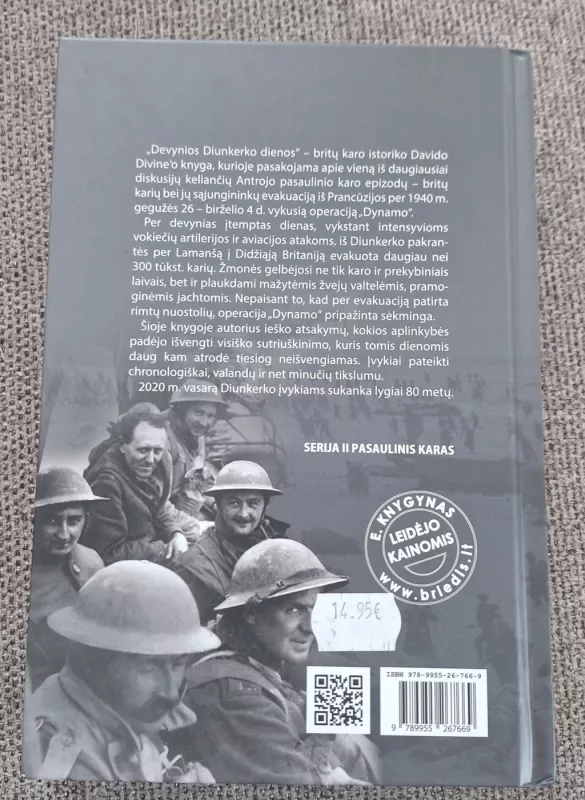 „Devynios Diunkerko dienos“ – britų karo istoriko Davido
Divine'o knyga, kurioje pasakojama apie vieną iš daugiausiai
diskusijų keliančių Antrojo pasaulinio karo epizodų – britų
karių bei jų sąjungininkų evakuaciją iš Prancūzijos per 1940 m.
gegužės 26 – birželio 4 d. vykusią operaciją „Dynamo“.
Per devynias įtemptas dienas, vykstant intensyvioms
vokiečių artilerijos ir aviacijos atakoms, iš Diunkerko pakran-
tės per Lamanšą į Didžiąją Britaniją evakuota daugiau nei
300 tūkst. karių. Žmonės gelbėjosi ne tik karo ir prekybiniais
laivais, bet ir plaukdami mažytėmis žvejų valtelėmis, pramo-
ginėmis jachtomis. Nepaisant to, kad per evakuaciją patirta
rimtų nuostolių, operacija „Dynamo“ pripažinta sėkminga.
Šioje knygoje autorius ieško atsakymų, kokios aplinkybės
padėjo išvengti visiško sutriuškinimo, kuris tomis dienomis
daug kam atrodė tiesiog neišvengiamas. Įvykiai pateikti
chronologiškai, valandų ir net minučių tikslumu.
2020 m. vasarą Diunkerko įvykiams sukanka lygiai 80 metų.
SERIJA II PASAULINIS KARAS
E. KNYGYNAS
LEIDĖJO
KAINOMIS
www.briedis.lt
14.95€
ISBN 978-9955-26-766-9
9 789955 267669